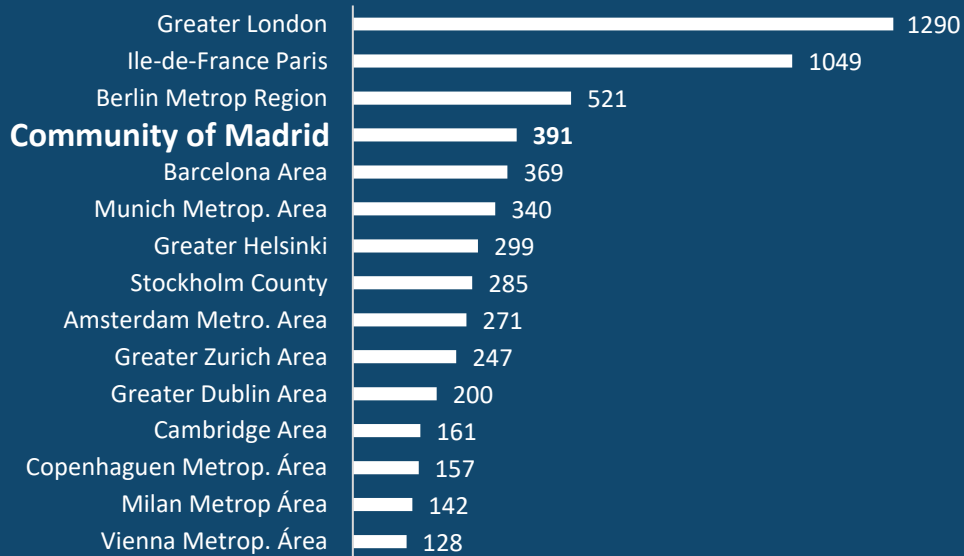 Greater London 1290
Ile-de-France Paris 1049
Berlin Metrop Region 521
Community of Madrid 391
Barcelona Area 369
Munich Metrop. Area 340
Greater Helsinki 299
Stockholm County 285
Amsterdam Metro. Area 271
Greater Zurich Area 247
Greater Dublin Area 200
Cambridge Area 161
Copenhaguen Metrop. Área 157
Milan Metrop Área 142
Vienna Metrop. Área 128